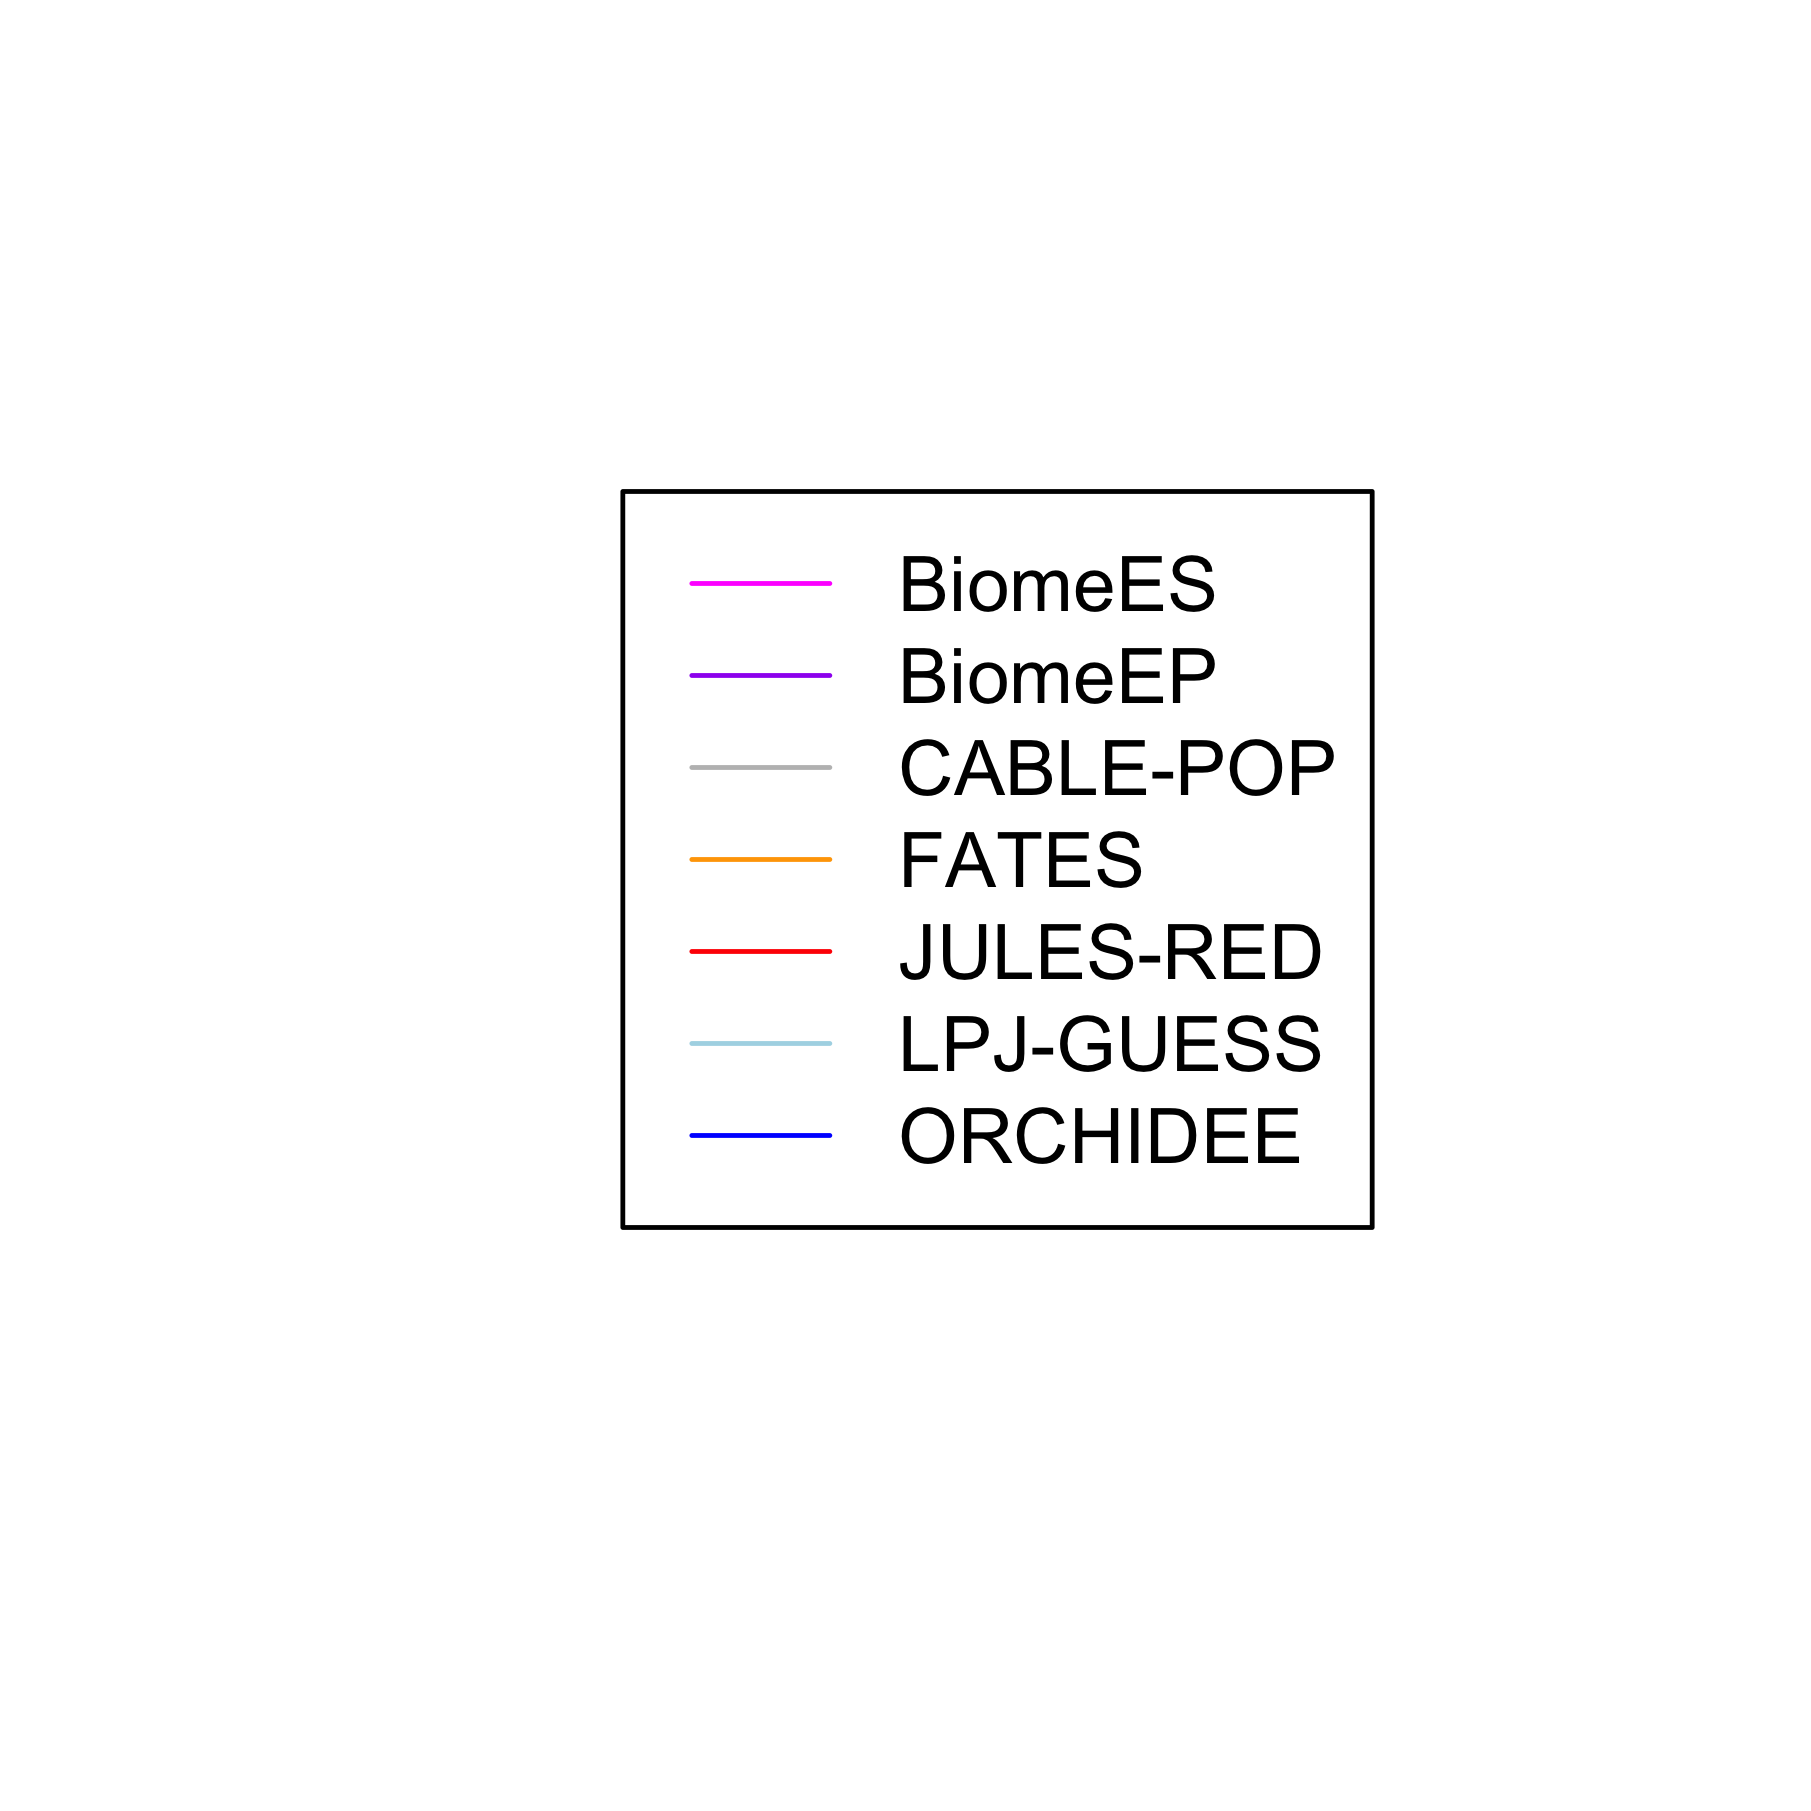 BiomeES
BiomeEP
CABLE-POP
FATES
JULES-RED
LPJ-GUESS
ORCHIDEE